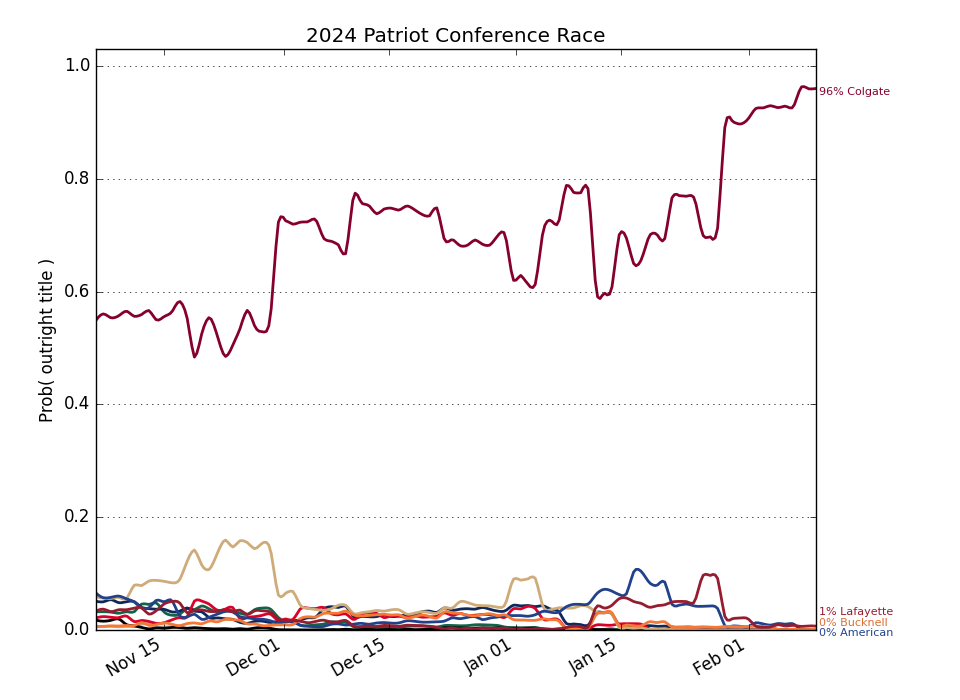 2024 Patriot Conference Race
1.0
96% Colgate
0.8
0.6
Prob( outright title )
0.4
0.2
1% Lafayette
0% Bucknell
0.0
0% American
Nov 15
Dec 01
Dec 15
Jan 01
Jan 15
Feb 01